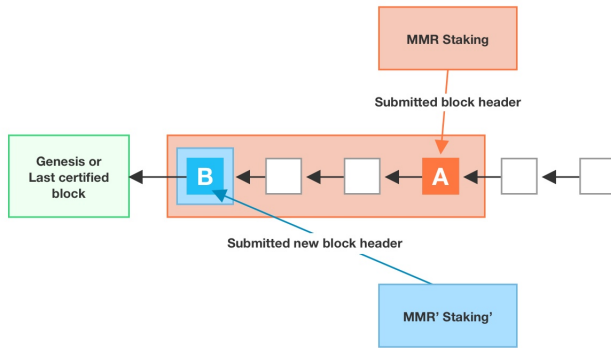 MMR Staking
Submitted block header
Genesis or
Last certified
block
B
A
Submitted new block header
MMR' Staking'